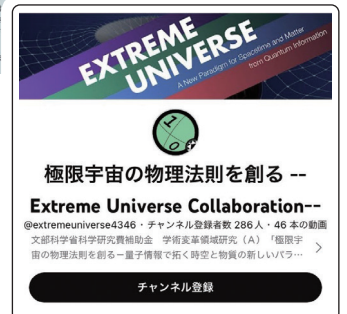 EXTREME
UNIVERSE
A New Paradigm for Spacetime and Matter
from Quantum Information
1
0
極限宇宙の物理法則を創る --
Extreme Universe Collaboration--
@extremeuniverse4346・チャンネル登録者数 286人・46 本の動画
文部科学省科学研究費補助金 学術変革領域研究（A）「極限宇
宙の物理法則を創るー量子情報で拓く時空と物質の新しいパラ…
チャンネル登録